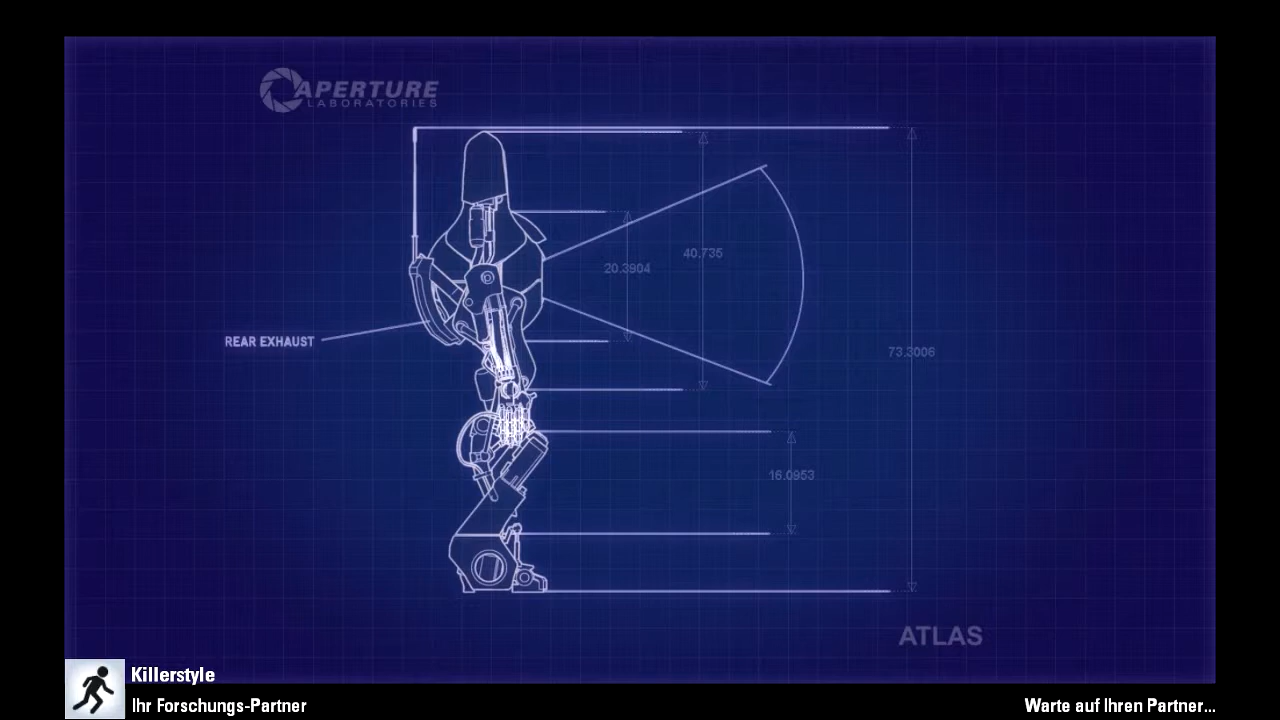 APERTURE
LABORATORIES
20.3904
40.735
REAR EXHAUST
73.3006
16.0953
ATLAS
Killerstyle
Ihr Forschungs-Partner
Warte auf Ihren Partner...